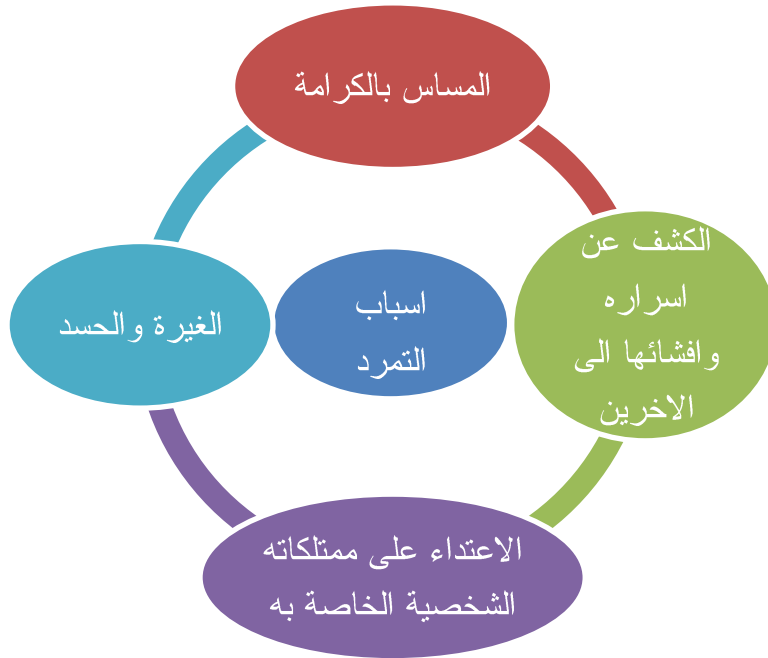 المساس بالكرامة
الكشف عن
اسراره
وافشائها الى
الاخرين
اسباب
التمرد
الغيرة والحسد
الاعتداء على ممتلكاته
الشخصية الخاصة به